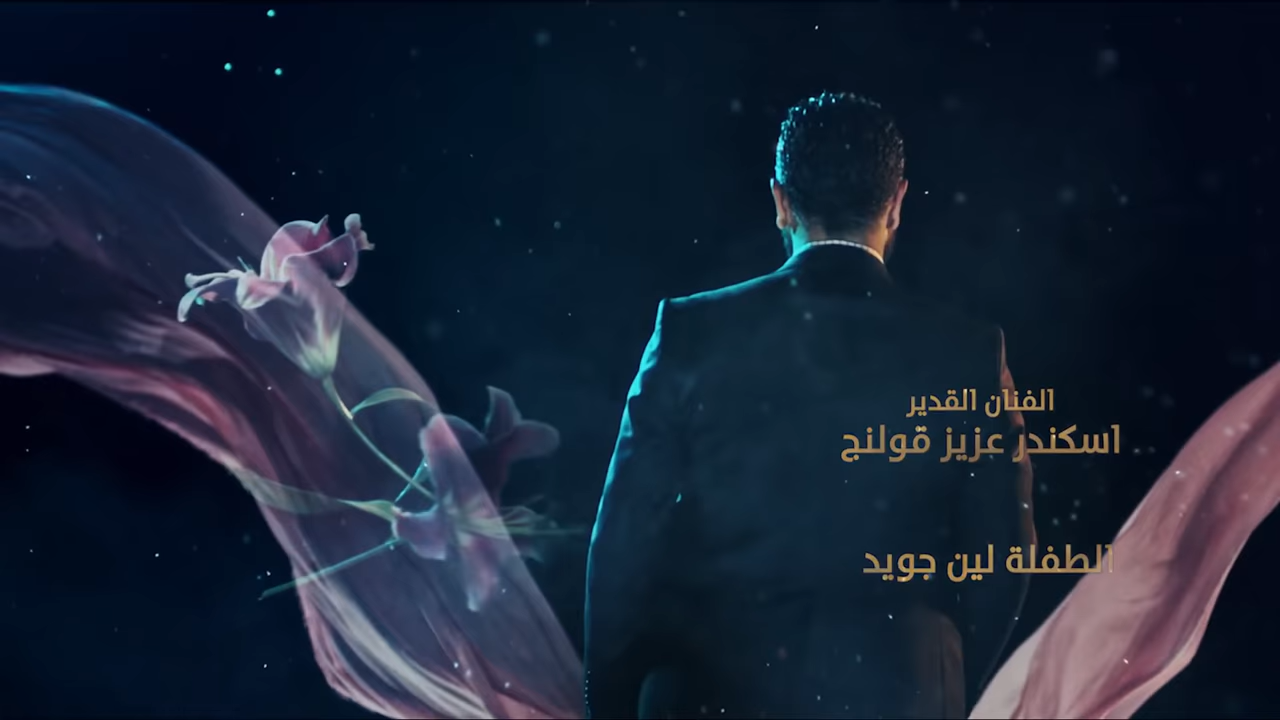 الفنان القدير
اسكندر عزيز قولنج
الطفلة لين جويد